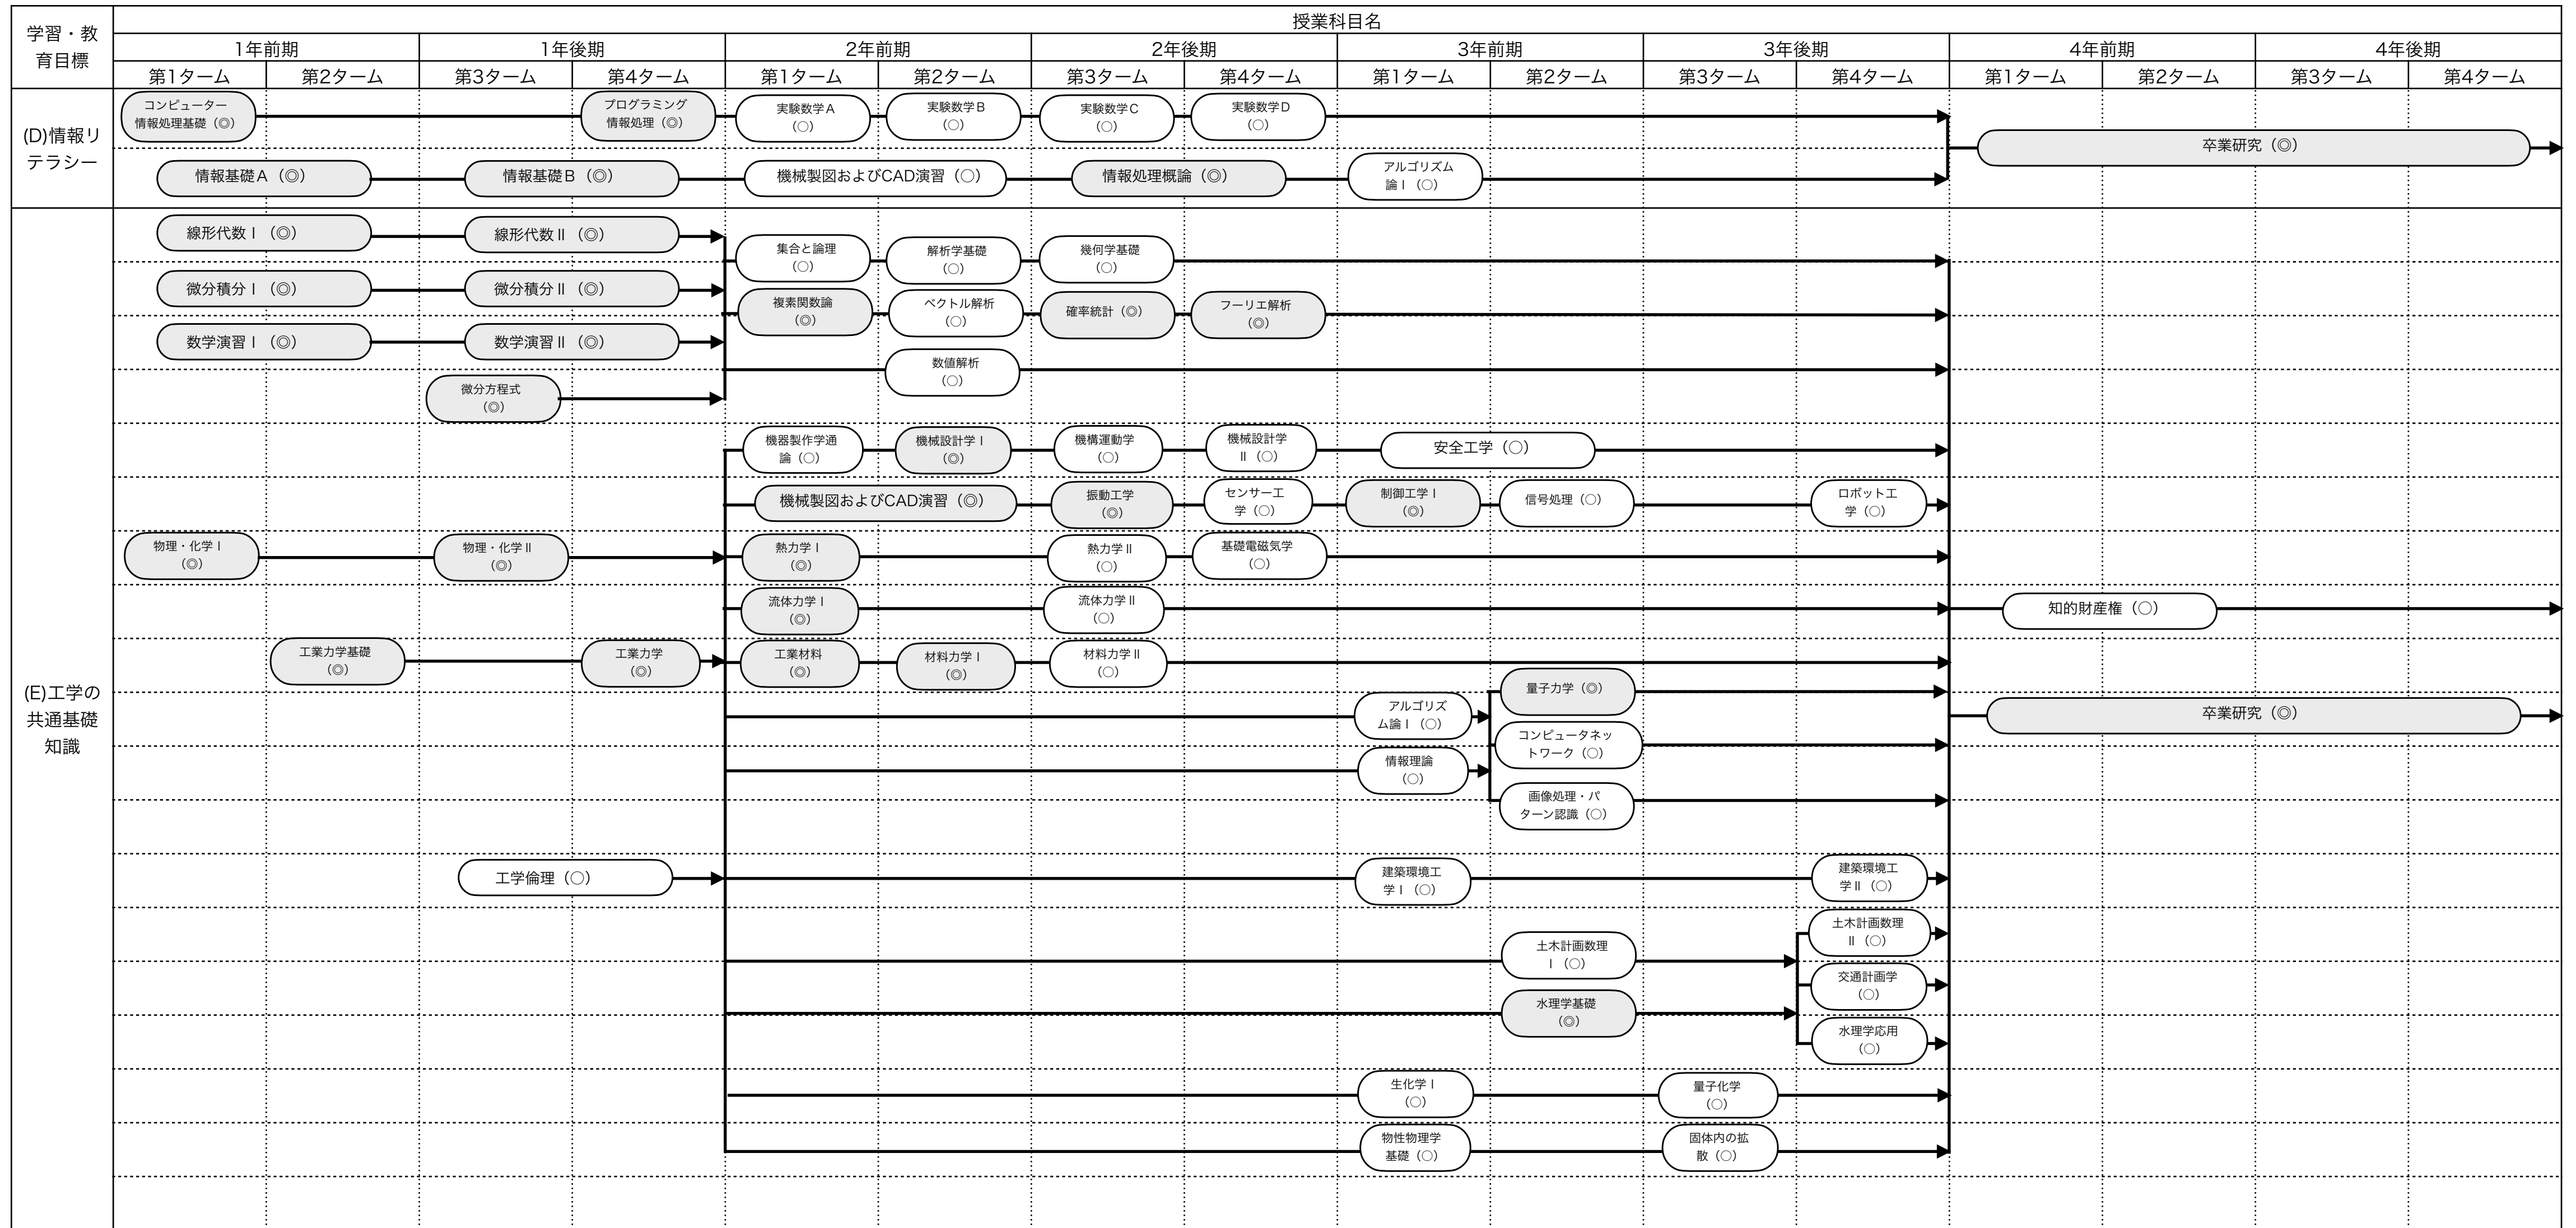 学習・教
育目標
授業科目名
1年前期
1年後期
2年前期
2年後期
3年前期
3年後期
4年前期
4年後期
第1ターム
第2ターム
第3ターム
第4ターム
第1ターム
第2ターム
第3ターム
第4ターム
第1ターム
第2ターム
第3ターム
第4ターム
第1ターム
第2ターム
第3ターム
第4ターム
(D)情報リ
テラシー
コンピューター
情報処理基礎（◎）
プログラミング
情報処理（◎）
実験数学A
（○）
実験数学B
（○）
実験数学C
（○）
実験数学D
（○）
卒業研究（◎）
情報基礎A（◎）
情報基礎B（◎）
機械製図およびCAD演習（○）
情報処理概論（◎）
アルゴリズム
論Ⅰ（○）
(E)工学の
共通基礎
知識
線形代数Ⅰ（◎）
線形代数Ⅱ（◎）
集合と論理
（○）
解析学基礎
（○）
幾何学基礎
（○）
微分積分Ⅰ（◎）
微分積分Ⅱ（◎）
複素関数論
（◎）
ベクトル解析
（○）
確率統計（◎）
フーリエ解析
（◎）
数学演習Ⅰ（◎）
数学演習Ⅱ（◎）
数値解析
（○）
微分方程式
（◎）
機器製作学通
論（○）
機械設計学Ⅰ
（◎）
機構運動学
（○）
機械設計学
Ⅱ（○）
安全工学（○）
機械製図およびCAD演習（◎）
振動工学
（◎）
センサー工
学（○）
制御工学Ⅰ
（◎）
信号処理（○）
ロボット工
学（○）
物理・化学Ⅰ
（◎）
物理・化学Ⅱ
（◎）
熱力学Ⅰ
（◎）
熱力学Ⅱ
（○）
基礎電磁気学
（○）
流体力学Ⅰ
（◎）
流体力学Ⅱ
（○）
知的財産権（○）
工業力学基礎
（◎）
工業力学
（◎）
工業材料
（◎）
材料力学Ⅰ
（◎）
材料力学Ⅱ
（○）
量子力学（◎）
アルゴリズ
ム論Ⅰ（○）
卒業研究（◎）
コンピュータネッ
トワーク（○）
情報理論
（○）
画像処理・パ
ターン認識（○）
工学倫理（○）
建築環境工
学Ⅰ（○）
建築環境工
学Ⅱ（○）
土木計画数理
Ⅱ（○）
土木計画数理
Ⅰ（○）
交通計画学
（○）
水理学基礎
（◎）
水理学応用
（○）
生化学Ⅰ
（○）
量子化学
（○）
物性物理学
基礎（○）
固体内の拡
散（○）